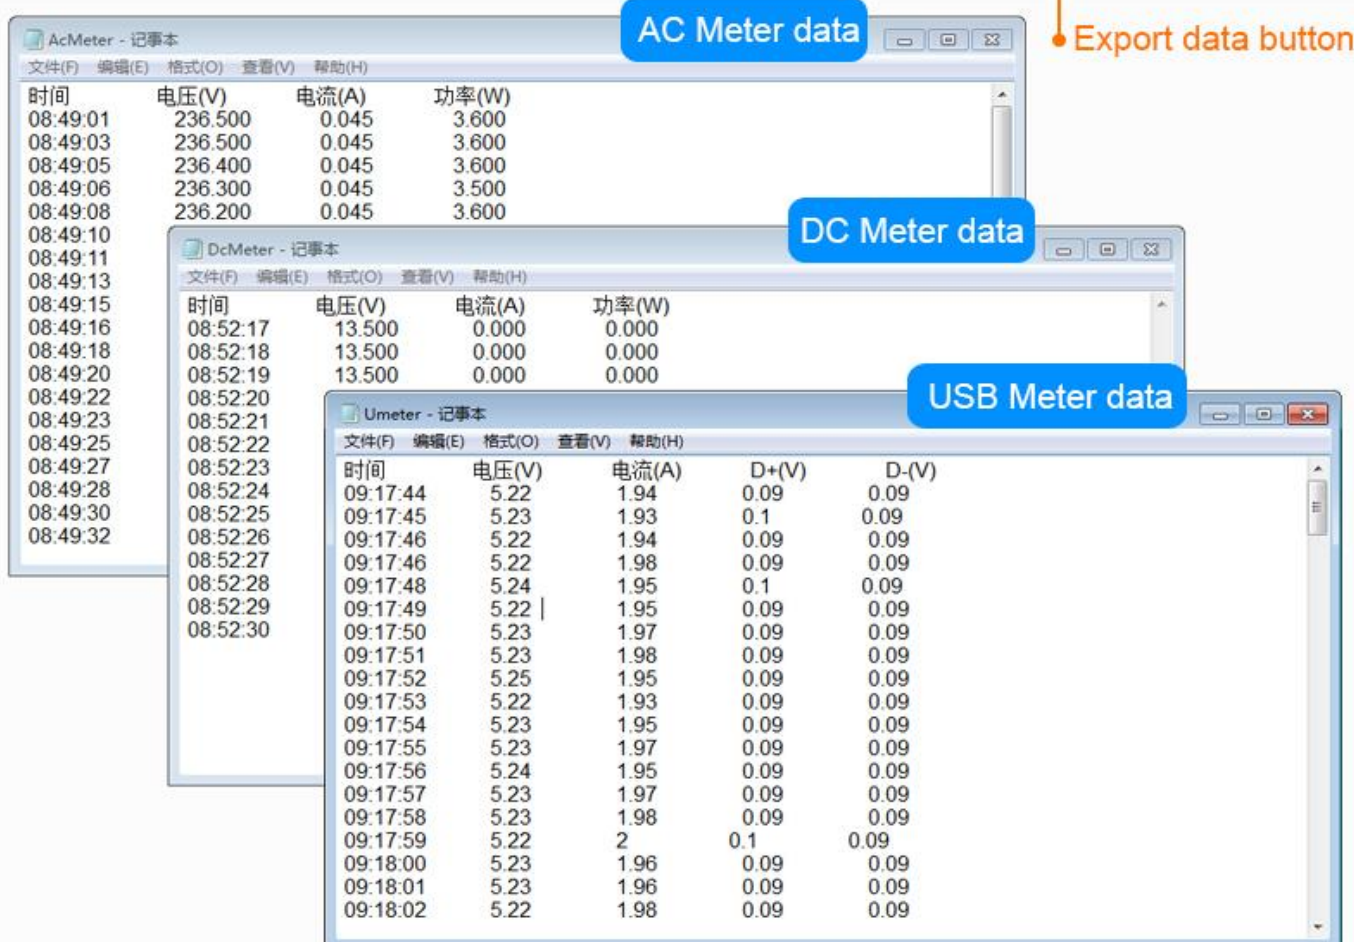 AC Meter data
Export data button
AcMeter - 记事本
文件(F) 编辑(E) 格式(O) 查看(V) 帮助(H)
时间 电压(V) 电流(A) 功率(W)
08:49:01 236.500 0.045 3.600
08:49:03 236.500 0.045 3.600
08:49:05 236.400 0.045 3.600
08:49:06 236.300 0.045 3.500
08:49:08 236.200 0.045 3.600
08:49:10
08:49:11
08:49:13
08:49:15
08:49:16
08:49:18
08:49:20
08:49:22
08:49:23
08:49:25
08:49:27
08:49:28
08:49:30
08:49:32
DC Meter data
DcMeter - 记事本
文件(F) 编辑(E) 格式(O) 查看(V) 帮助(H)
时间 电压(V) 电流(A) 功率(W)
08:52:17 13.500 0.000 0.000
08:52:18 13.500 0.000 0.000
08:52:19 13.500 0.000 0.000
08:52:20
08:52:21
08:52:22
08:52:23
08:52:24
08:52:25
08:52:26
08:52:27
08:52:28
08:52:29
08:52:30
USB Meter data
Umeter - 记事本
文件(F) 编辑(E) 格式(O) 查看(V) 帮助(H)
时间 电压(V) 电流(A) D+(V) D-(V)
09:17:44 5.22 1.94 0.09 0.09
09:17:45 5.23 1.93 0.1 0.09
09:17:46 5.22 1.94 0.09 0.09
09:17:46 5.22 1.98 0.09 0.09
09:17:48 5.24 1.95 0.1 0.09
09:17:49 5.22 1.95 0.09 0.09
09:17:50 5.23 1.97 0.09 0.09
09:17:51 5.23 1.98 0.09 0.09
09:17:52 5.25 1.95 0.09 0.09
09:17:53 5.22 1.93 0.09 0.09
09:17:54 5.23 1.95 0.09 0.09
09:17:55 5.23 1.97 0.09 0.09
09:17:56 5.24 1.95 0.09 0.09
09:17:57 5.23 1.97 0.09 0.09
09:17:58 5.23 1.98 0.09 0.09
09:17:59 5.22 2 0.1 0.09
09:18:00 5.23 1.96 0.09 0.09
09:18:01 5.23 1.96 0.09 0.09
09:18:02 5.22 1.98 0.09 0.09